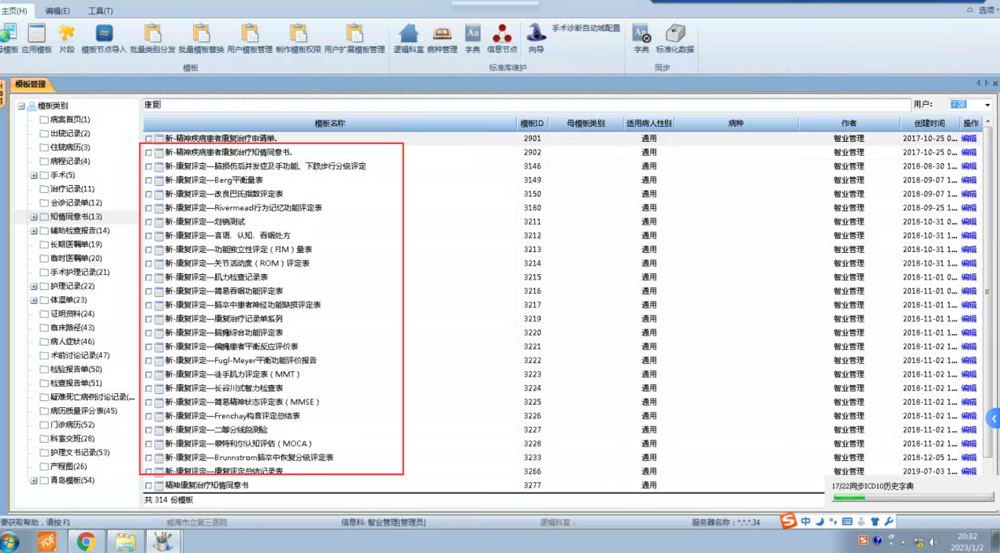 主页(H) 编辑(E) 工具(T) 选项
母模板 应用模板 片段 模板节点导入 批量类别分发 批量模板替换 用户模板管理 制作模板权限 用户扩展模板管理 逻辑科室 病种管理 字典 信息节点 向导 手术诊断自动域配置 字典 标准化数据
模板 标准库维护 同步
模板管理
模板类别
病案首页(1)
出院记录(2)
住院病历(3)
病程记录(4)
手术(5)
治疗记录(11)
会诊记录单(12)
知情同意书(13)
辅助检查报告(14)
长期医嘱单(19)
临时医嘱单(20)
手术护理记录(21)
护理记录(22)
体温单(23)
证明资料(24)
临床路径(43)
病人症状(46)
术前讨论记录(47)
检验报告单(50)
检查报告单(51)
疑难死亡病例讨论记录(...
病历质量评分表(45)
门诊病历(52)
科室交班(28)
护理文书记录(53)
产程图(26)
青岛模板(54)
康复 用户: 不限
模板名称 模板ID 母模板类别 适用病人性别 病种 作者 创建时间 操作
新-精神疾病患者康复治疗申请单. 2901 通用 智业管理 2017-10-25 0... 编辑
新-精神疾病患者康复治疗知情同意书. 2902 通用 智业管理 2017-10-25 0... 编辑
新-康复评定—脑损伤后并发症及手功能、下肢步行分级评定 3146 通用 智业管理 2018-08-30 1... 编辑
新-康复评定—Berg平衡量表 3149 通用 智业管理 2018-09-07 1... 编辑
新-康复评定—改良巴氏指数评定表 3150 通用 智业管理 2018-09-07 1... 编辑
新-康复评定—Rivermead行为记忆功能评定表 3180 通用 智业管理 2018-09-25 1... 编辑
新-康复评定—划销测试 3211 通用 智业管理 2018-10-31 0... 编辑
新-康复评定—言语、认知、吞咽处方 3212 通用 智业管理 2018-10-31 1... 编辑
新-康复评定—功能独立性评定（FIM）量表 3213 通用 智业管理 2018-10-31 1... 编辑
新-康复评定—关节活动度（ROM）评定表 3214 通用 智业管理 2018-10-31 1... 编辑
新-康复评定—肌力检查记录表 3215 通用 智业管理 2018-11-01 0... 编辑
新-康复评定—简易吞咽功能评定表 3216 通用 智业管理 2018-11-01 0... 编辑
新-康复评定—脑卒中患者神经功能缺损评定表 3217 通用 智业管理 2018-11-01 1... 编辑
新-康复评定—康复治疗记录单系列 3219 通用 智业管理 2018-11-01 1... 编辑
新-康复评定—脑瘫综合功能评定表 3220 通用 智业管理 2018-11-01 1... 编辑
新-康复评定—偏瘫患者平衡反应评价表 3221 通用 智业管理 2018-11-02 1... 编辑
新-康复评定—Fugl-Meyer平衡功能评价报告 3222 通用 智业管理 2018-11-02 1... 编辑
新-康复评定—徒手肌力评定表（MMT） 3223 通用 智业管理 2018-11-02 1... 编辑
新-康复评定—长谷川式智力检查表 3224 通用 智业管理 2018-11-02 1... 编辑
新-康复评定—简易精神状态评定表（MMSE） 3225 通用 智业管理 2018-11-02 1... 编辑
新-康复评定—Frenchay构音评定总结表 3226 通用 智业管理 2018-11-02 1... 编辑
新-康复评定—二等分线段测验 3227 通用 智业管理 2018-11-02 1... 编辑
新-康复评定—蒙特利尔认知评估（MOCA） 3228 通用 智业管理 2018-11-02 1... 编辑
新-康复评定—Brunnstrom脑卒中恢复分级评定表 3233 通用 智业管理 2018-12-05 1... 编辑
新-康复评定—康复评定总结记录表 3266 通用 智业管理 2019-07-03 1... 编辑
精神康复治疗知情同意书 3277 通用
17/22同步ICD10历史字典
共 314 份模板
要获取帮助，请按 F1 威海市立第三医院 信息科: 智业管理[管理员] 逻辑科室： 服务器名称：*.*.*.34
中
20:32
2023/1/2